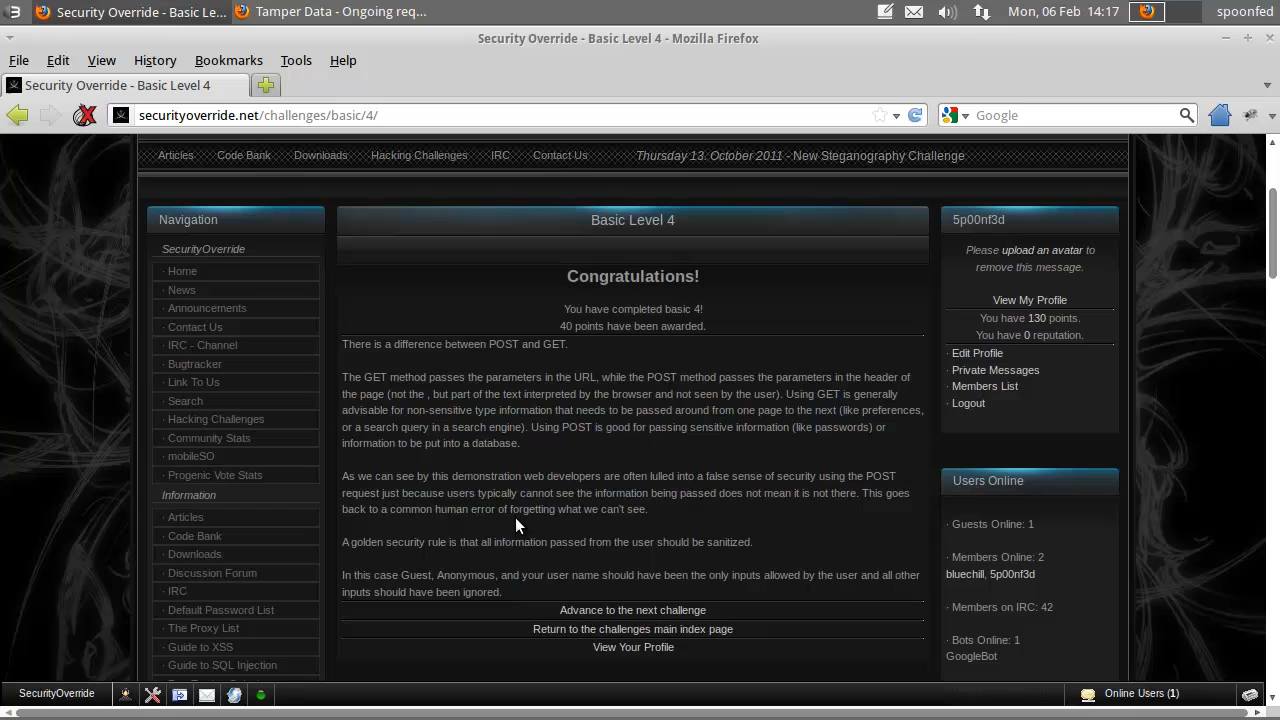 Security Override - Basic Le...
Tamper Data - Ongoing req...
Mon, 06 Feb 14:17
spoonfed
Security Override - Basic Level 4 - Mozilla Firefox
File Edit View History Bookmarks Tools Help
Security Override - Basic Level 4
securityoverride.net/challenges/basic/4/
Google
Articles Code Bank Downloads Hacking Challenges IRC Contact Us
Thursday 13. October 2011 - New Steganography Challenge
Navigation
SecurityOverride
· Home
· News
· Announcements
· Contact Us
· IRC - Channel
· Bugtracker
· Link To Us
· Search
· Hacking Challenges
· Community Stats
· mobileSO
· Progenic Vote Stats
Information
· Articles
· Code Bank
· Downloads
· Discussion Forum
· IRC
· Default Password List
· The Proxy List
· Guide to XSS
· Guide to SQL Injection
Basic Level 4
Congratulations!
You have completed basic 4!
40 points have been awarded.
There is a difference between POST and GET.
The GET method passes the parameters in the URL, while the POST method passes the parameters in the header of
the page (not the , but part of the text interpreted by the browser and not seen by the user). Using GET is generally
advisable for non-sensitive type information that needs to be passed around from one page to the next (like preferences,
or a search query in a search engine). Using POST is good for passing sensitive information (like passwords) or
information to be put into a database.
As we can see by this demonstration web developers are often lulled into a false sense of security using the POST
request just because users typically cannot see the information being passed does not mean it is not there. This goes
back to a common human error of forgetting what we can't see.
A golden security rule is that all information passed from the user should be sanitized.
In this case Guest, Anonymous, and your user name should have been the only inputs allowed by the user and all other
inputs should have been ignored.
Advance to the next challenge
Return to the challenges main index page
View Your Profile
5p00nf3d
Please upload an avatar to
remove this message.
View My Profile
You have 130 points.
You have 0 reputation.
· Edit Profile
· Private Messages
· Members List
· Logout
Users Online
· Guests Online: 1
· Members Online: 2
bluechill, 5p00nf3d
· Members on IRC: 42
· Bots Online: 1
GoogleBot
SecurityOverride
Online Users (1)